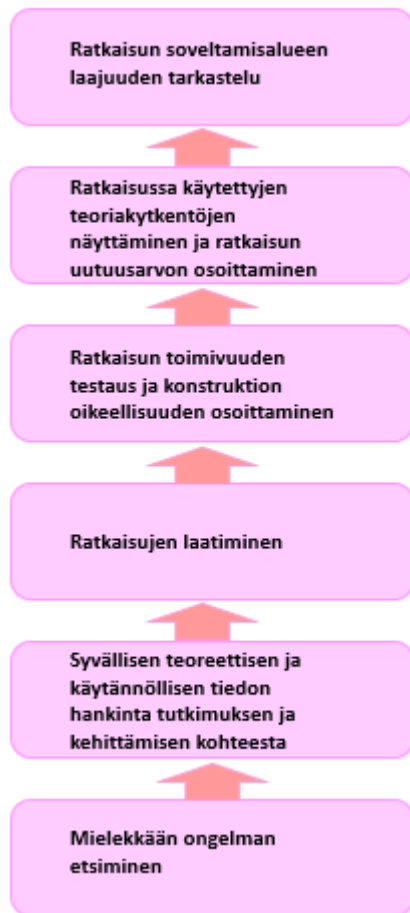 Ratkaisun soveltamisalueen
laajuuden tarkastelu
Ratkaisussa käytettyjen
teoriakytkentöjen
näyttäminen ja ratkaisun
uutuusarvon osoittaminen
Ratkaisun toimivuuden
testaus ja konstruktion
oikeellisuuden osoittaminen
Ratkaisujen laatiminen
Syvällisen teoreettisen ja
käytännöllisen tiedon
hankinta tutkimuksen ja
kehittämisen kohteesta
Mielekkään ongelman
etsiminen